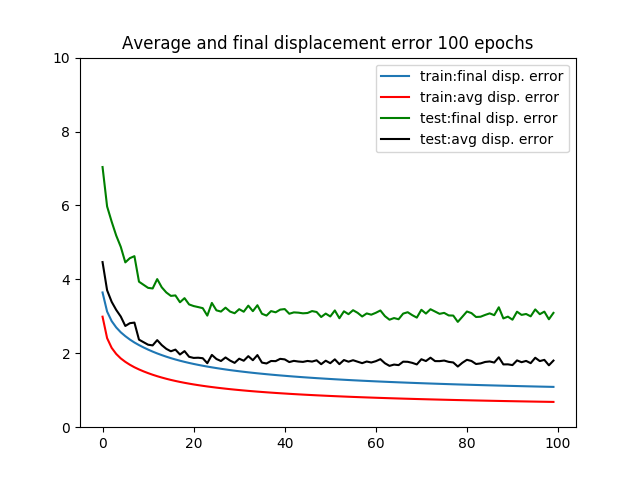 Average and final displacement error 100 epochs
10
8
6
4
2
0
train:final disp. error
train:avg disp. error
test:final disp. error
test:avg disp. error
0 20 40 60 80 100